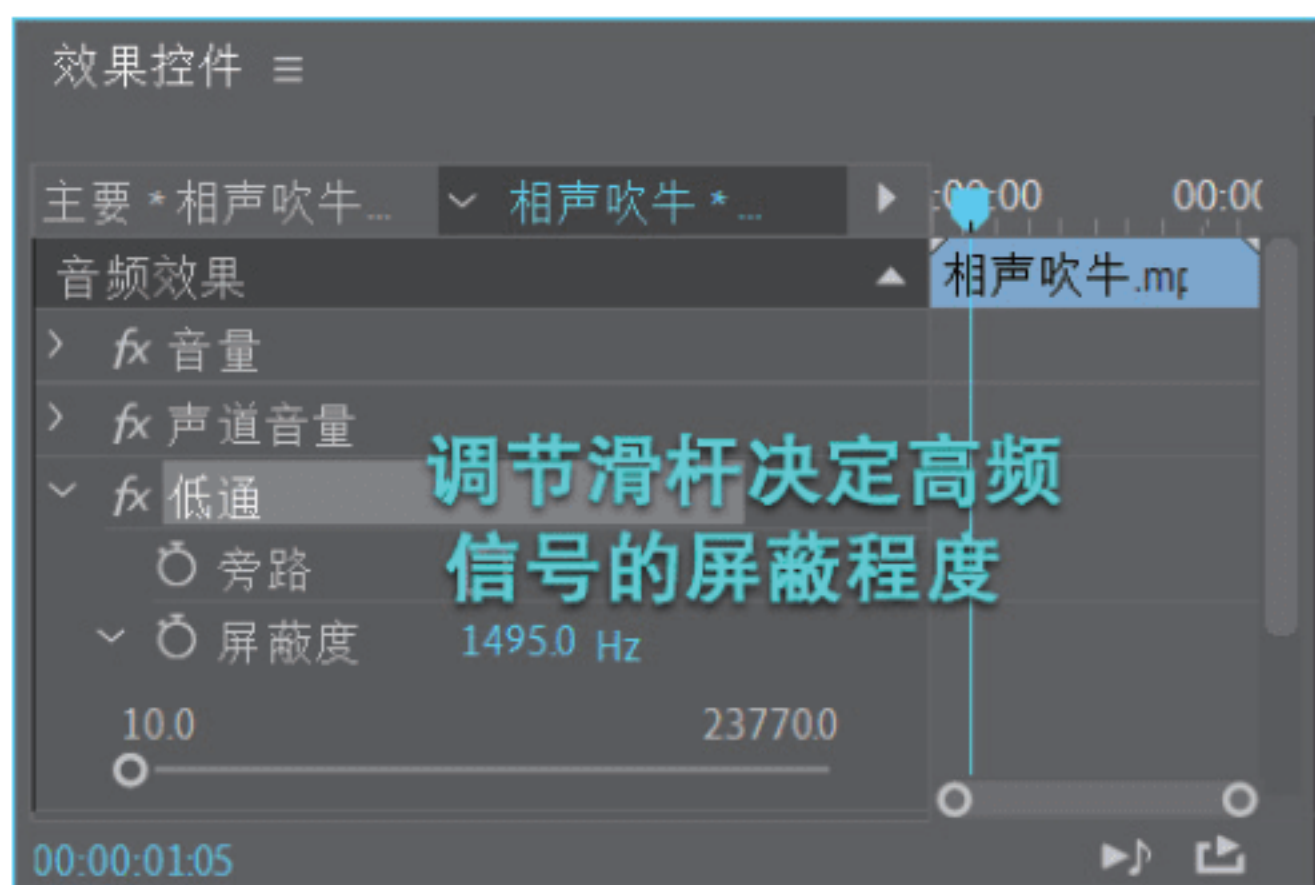 效果控件
主要*相声吹牛... 相声吹牛*... :00:00 00:0(
音频效果 相声吹牛.mp
fx 音量
fx 声道音量
调节滑杆决定高频
fx 低通
信号的屏蔽程度
旁路
屏蔽度 1495.0 Hz
10.0 23770.0
00:00:01:05